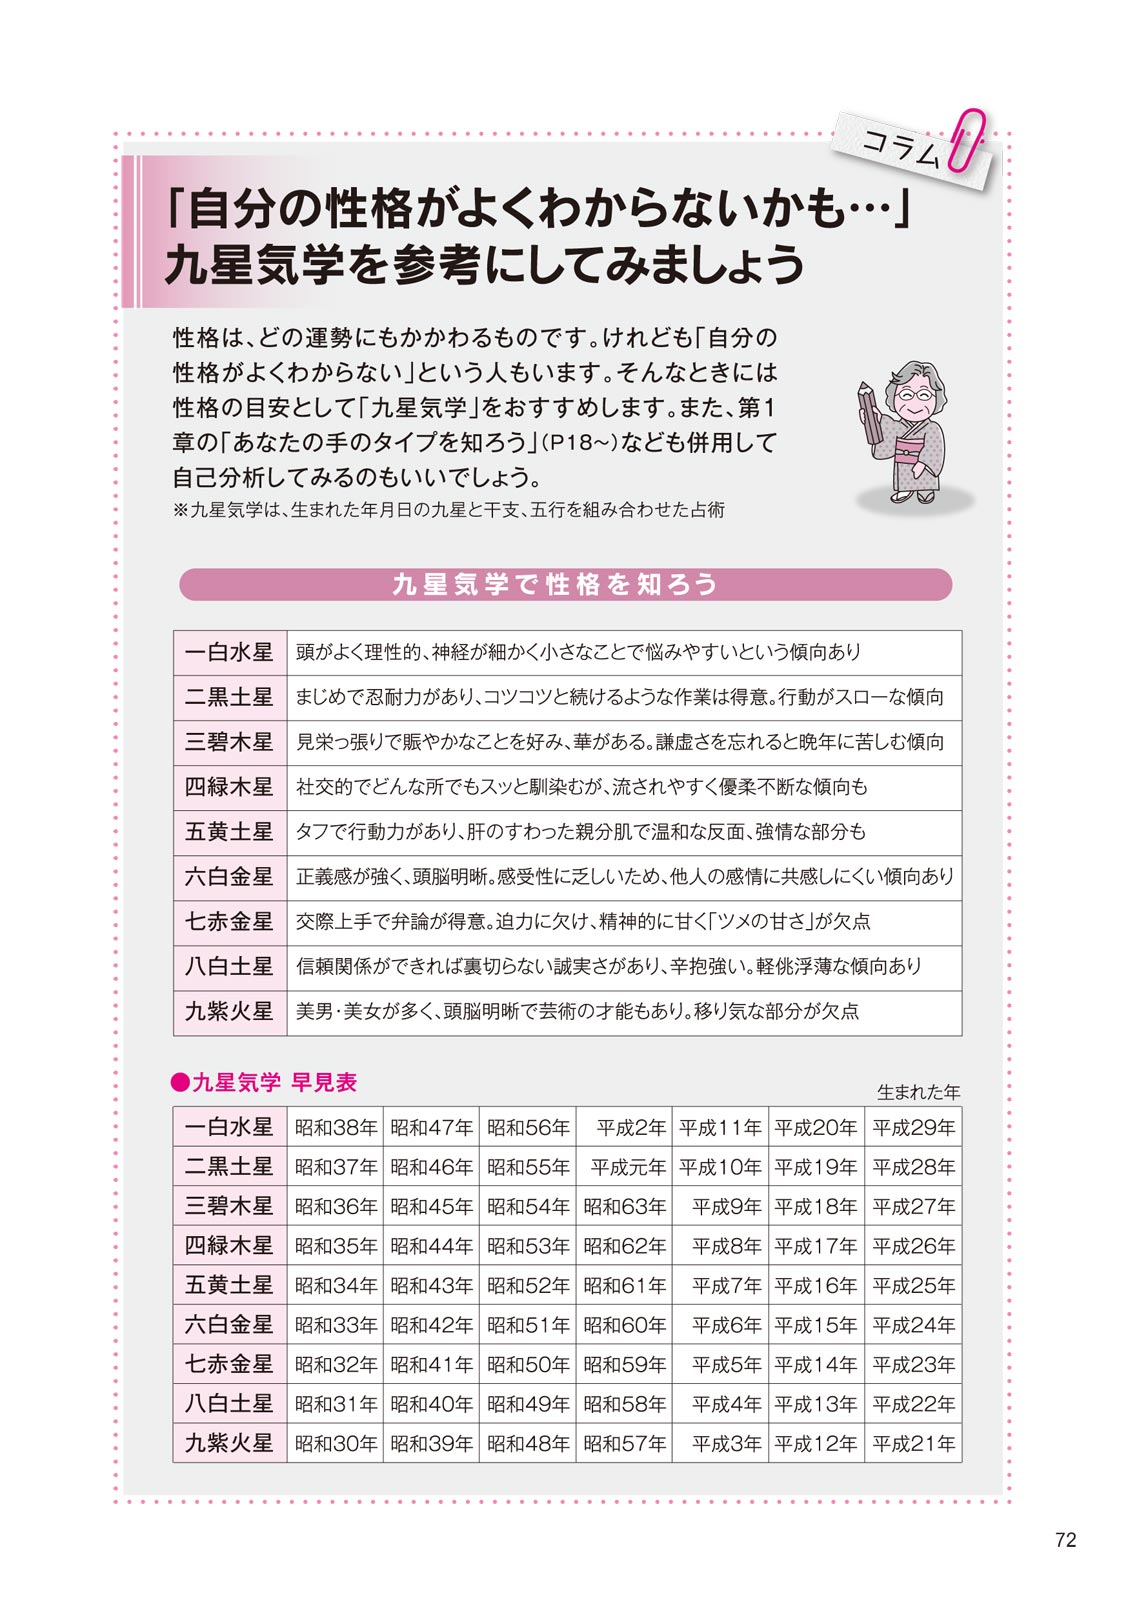 コラム
「自分の性格がよくわからないかも…」
九星気学を参考にしてみましょう
性格は、どの運勢にもかかわるものです。けれども「自分の
性格がよくわからない」という人もいます。そんなときには
性格の目安として「九星気学」をおすすめします。また、第1
章の「あなたの手のタイプを知ろう」(P18〜)なども併用して
自己分析してみるのもいいでしょう。
※九星気学は、生まれた年月日の九星と干支、五行を組み合わせた占術
九星気学で性格を知ろう
一白水星 頭がよく理性的、神経が細かく小さなことで悩みやすいという傾向あり
二黒土星 まじめで忍耐力があり、コツコツと続けるような作業は得意。行動がスローな傾向
三碧木星 見栄っ張りで賑やかなことを好み、華がある。謙虚さを忘れると晩年に苦しむ傾向
四緑木星 社交的でどんな所でもスッと馴染むが、流されやすく優柔不断な傾向も
五黄土星 タフで行動力があり、肝のすわった親分肌で温和な反面、強情な部分も
六白金星 正義感が強く、頭脳明晰。感受性に乏しいため、他人の感情に共感しにくい傾向あり
七赤金星 交際上手で弁論が得意。迫力に欠け、精神的に甘く「ツメの甘さ」が欠点
八白土星 信頼関係ができれば裏切らない誠実さがあり、辛抱強い。軽佻浮薄な傾向あり
九紫火星 美男・美女が多く、頭脳明晰で芸術の才能もあり。移り気な部分が欠点
●九星気学 早見表
生まれた年
一白水星 昭和38年 昭和47年 昭和56年 平成2年 平成11年 平成20年 平成29年
二黒土星 昭和37年 昭和46年 昭和55年 平成元年 平成10年 平成19年 平成28年
三碧木星 昭和36年 昭和45年 昭和54年 昭和63年 平成9年 平成18年 平成27年
四緑木星 昭和35年 昭和44年 昭和53年 昭和62年 平成8年 平成17年 平成26年
五黄土星 昭和34年 昭和43年 昭和52年 昭和61年 平成7年 平成16年 平成25年
六白金星 昭和33年 昭和42年 昭和51年 昭和60年 平成6年 平成15年 平成24年
七赤金星 昭和32年 昭和41年 昭和50年 昭和59年 平成5年 平成14年 平成23年
八白土星 昭和31年 昭和40年 昭和49年 昭和58年 平成4年 平成13年 平成22年
九紫火星 昭和30年 昭和39年 昭和48年 昭和57年 平成3年 平成12年 平成21年
72